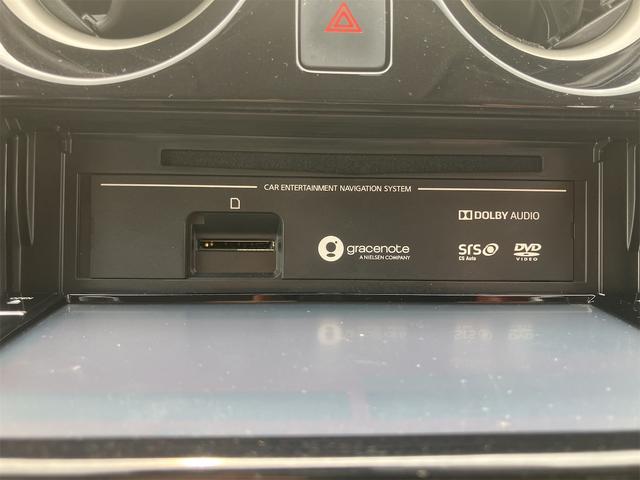 CAR ENTERTAINMENT NAVIGATION SYSTEM
DOLBY AUDIO
gracenote
A NIELSEN COMPANY
SRS
CS Auto
DVD
VIDEO